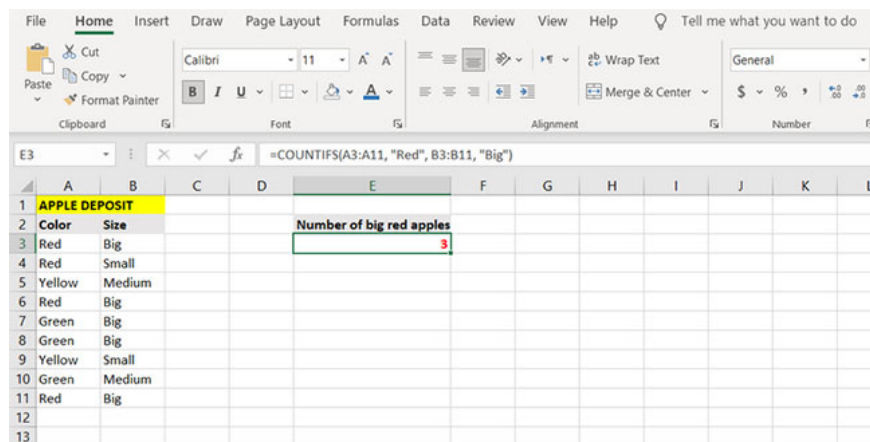 File Home Insert Draw Page Layout Formulas Data Review View Help Tell me what you want to do
Cut
Copy
Format Painter
Paste
Calibri 11 A A
B I U A
ab Wrap Text
Merge & Center
General
$ % , .00
Clipboard Font Alignment Number
E3 fx =COUNTIFS(A3:A11, "Red", B3:B11, "Big")
A B C D E F G H I J K L
1 APPLE DEPOSIT
2 Color Size Number of big red apples
3 Red Big 3
4 Red Small
5 Yellow Medium
6 Red Big
7 Green Big
8 Green Big
9 Yellow Small
10 Green Medium
11 Red Big
12
13